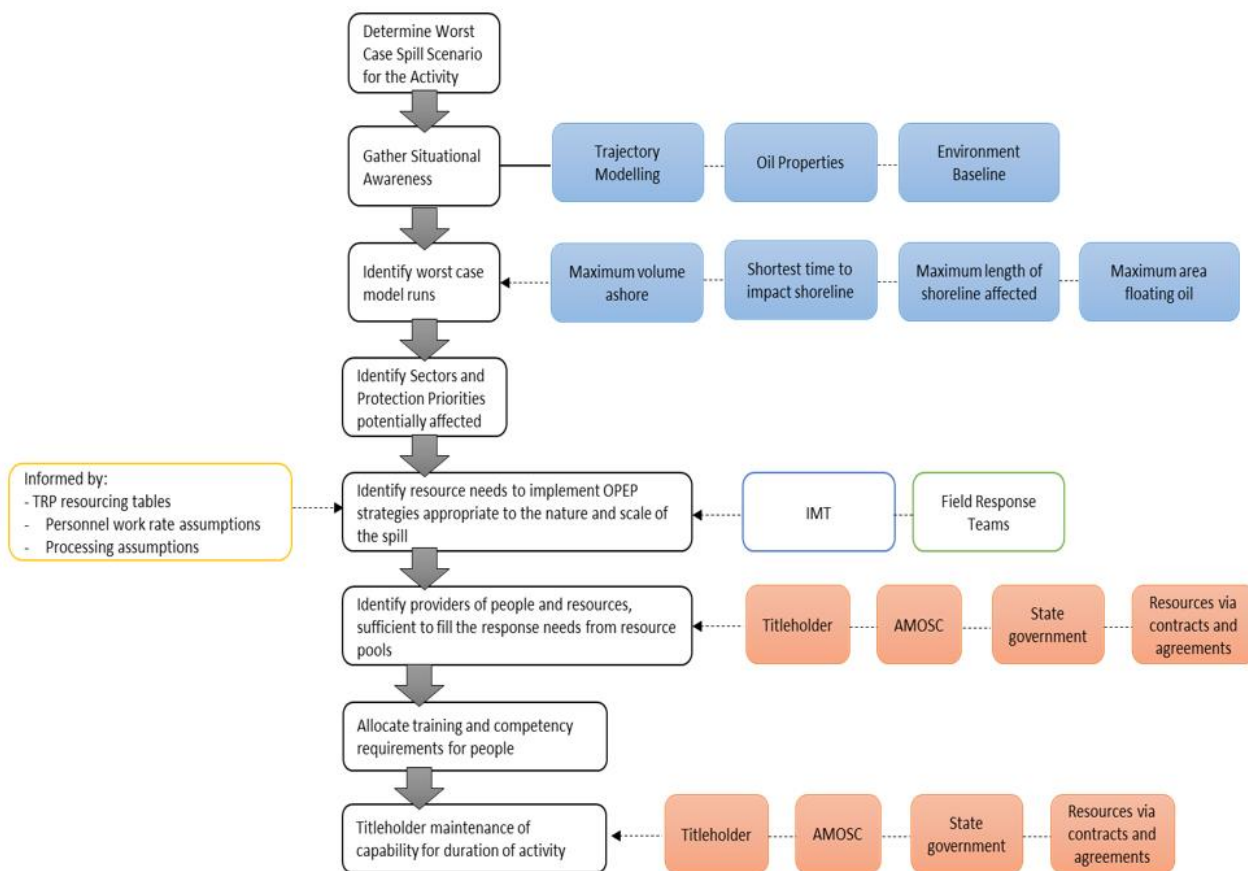 Determine Worst
Case Spill Scenario
for the Activity
Gather Situational
Awareness
Trajectory
Modelling
Oil Properties
Environment
Baseline
Identify worst case
model runs
Maximum volume
ashore
Shortest time to
impact shoreline
Maximum length of
shoreline affected
Maximum area
floating oil
Identify Sectors and
Protection Priorities
potentially affected
Informed by:
- TRP resourcing tables
- Personnel work rate assumptions
- Processing assumptions
Identify resource needs to implement OPEP
strategies appropriate to the nature and scale of
the spill
IMT
Field Response
Teams
Identify providers of people and resources,
sufficient to fill the response needs from resource
pools
Titleholder
AMOSC
State
government
Resources via
contracts and
agreements
Allocate training and competency
requirements for people
Titleholder maintenance of
capability for duration of activity
Titleholder
AMOSC
State
government
Resources via
contracts and
agreements